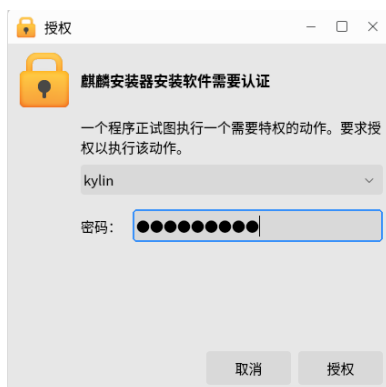 授权
麒麟安装器安装软件需要认证
一个程序正试图执行一个需要特权的动作。要求授
权以执行该动作。
kylin
密码： ●●●●●●●●●
取消 授权